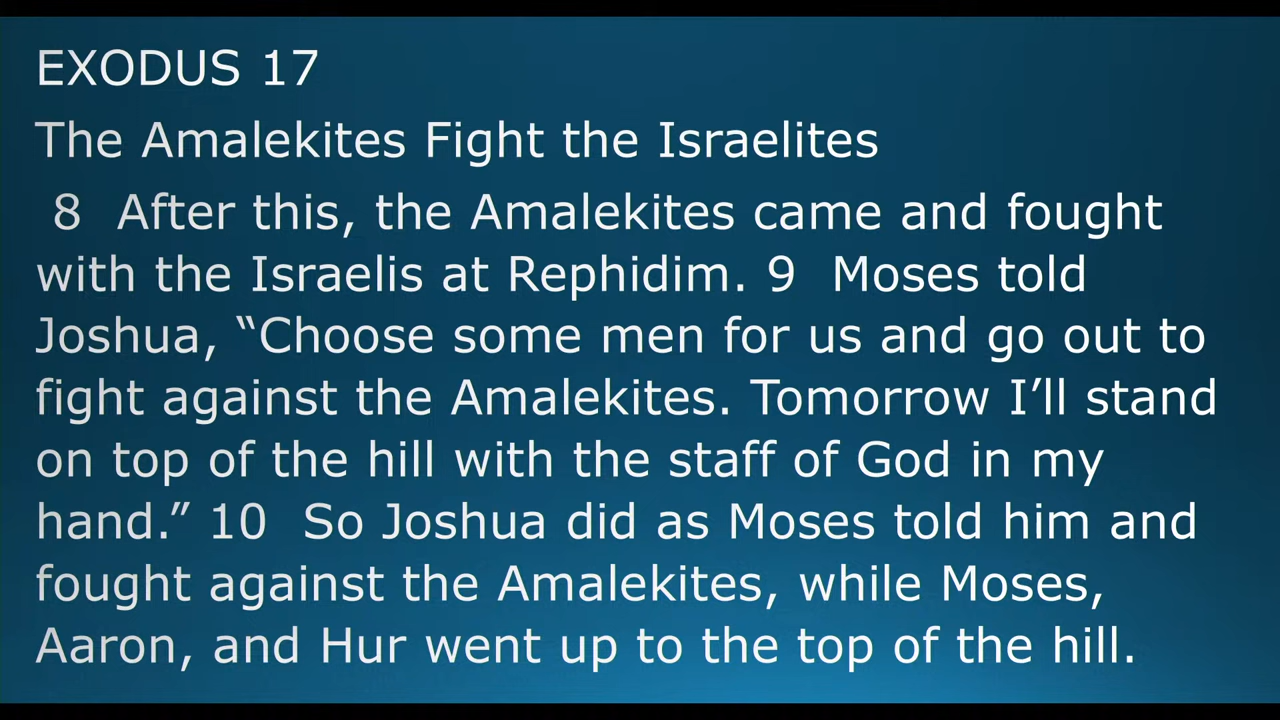 EXODUS 17
The Amalekites Fight the Israelites
8 After this, the Amalekites came and fought
with the Israelis at Rephidim. 9 Moses told
Joshua, “Choose some men for us and go out to
fight against the Amalekites. Tomorrow I’ll stand
on top of the hill with the staff of God in my
hand.” 10 So Joshua did as Moses told him and
fought against the Amalekites, while Moses,
Aaron, and Hur went up to the top of the hill.